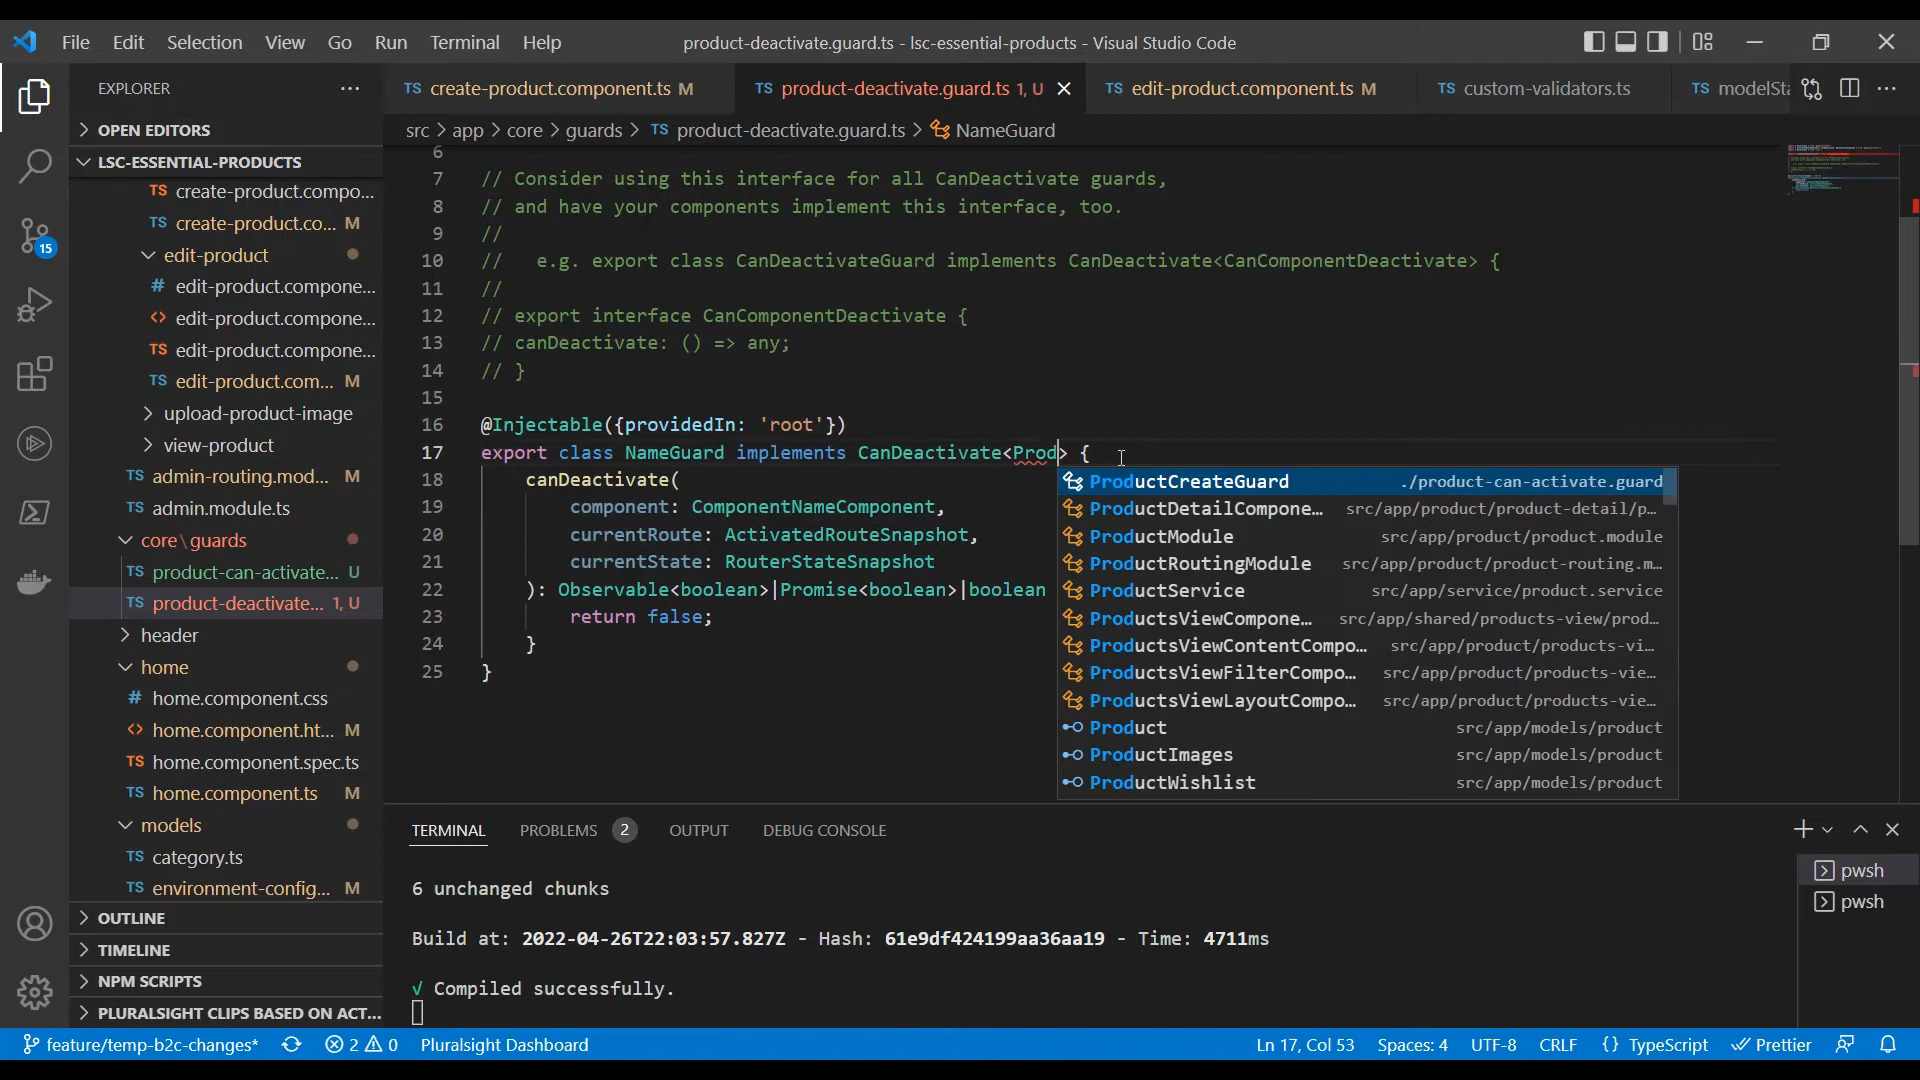 File Edit Selection View Go Run Terminal Help
product-deactivate.guard.ts - lsc-essential-products - Visual Studio Code
EXPLORER
OPEN EDITORS
LSC-ESSENTIAL-PRODUCTS
TS create-product.compo...
TS create-product.co... M
edit-product
# edit-product.compone...
<> edit-product.compone...
TS edit-product.compone...
TS edit-product.com... M
upload-product-image
view-product
TS admin-routing.mod... M
TS admin.module.ts
core\guards
TS product-can-activate... U
TS product-deactivate... 1, U
header
home
# home.component.css
<> home.component.ht... M
TS home.component.spec.ts
TS home.component.ts M
models
TS category.ts
TS environment-config... M
OUTLINE
TIMELINE
NPM SCRIPTS
PLURALSIGHT CLIPS BASED ON ACT...
15
TS create-product.component.ts M
TS product-deactivate.guard.ts 1, U
TS edit-product.component.ts M
TS custom-validators.ts
TS modelSta
src > app > core > guards > TS product-deactivate.guard.ts > NameGuard
6
7 // Consider using this interface for all CanDeactivate guards,
8 // and have your components implement this interface, too.
9 //
10 //   e.g. export class CanDeactivateGuard implements CanDeactivate<CanComponentDeactivate> {
11 //
12 // export interface CanComponentDeactivate {
13 // canDeactivate: () => any;
14 // }
15
16 @Injectable({providedIn: 'root'})
17 export class NameGuard implements CanDeactivate<Prod> {
18 canDeactivate(
19 component: ComponentNameComponent,
20 currentRoute: ActivatedRouteSnapshot,
21 currentState: RouterStateSnapshot
22 ): Observable<boolean>|Promise<boolean>|boolean
23 return false;
24 }
25 }
ProductCreateGuard ./product-can-activate.guard
ProductDetailCompone... src/app/product/product-detail/p...
ProductModule src/app/product/product.module
ProductRoutingModule src/app/product/product-routing.m...
ProductService src/app/service/product.service
ProductsViewCompone... src/app/shared/products-view/prod...
ProductsViewContentCompo... src/app/product/products-vi...
ProductsViewFilterCompo... src/app/product/products-vie...
ProductsViewLayoutCompo... src/app/product/products-vie...
Product src/app/models/product
ProductImages src/app/models/product
ProductWishlist src/app/models/product
TERMINAL PROBLEMS 2 OUTPUT DEBUG CONSOLE
6 unchanged chunks
Build at: 2022-04-26T22:03:57.827Z - Hash: 61e9df424199aa36aa19 - Time: 4711ms
√ Compiled successfully.
pwsh
pwsh
feature/temp-b2c-changes* 2 0 Pluralsight Dashboard Ln 17, Col 53 Spaces: 4 UTF-8 CRLF {} TypeScript Prettier